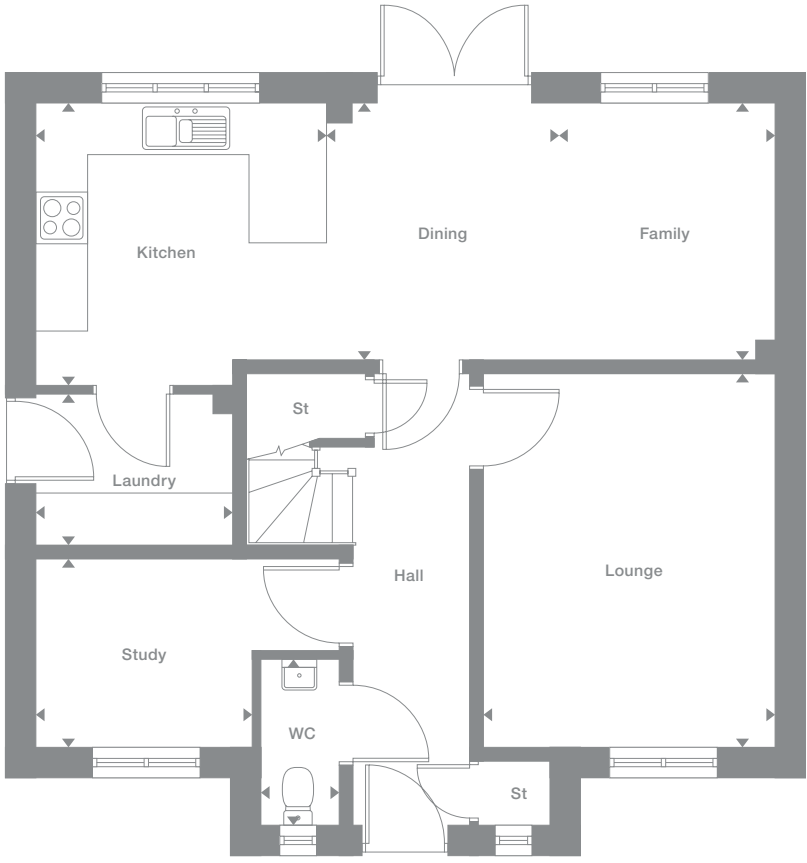 Dining
Family
Kitchen
St
Laundry
Lounge
Hall
Study
WC
St